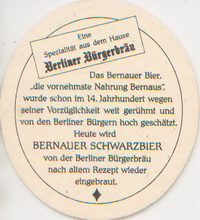 Eine
Spezialität aus dem Hause
Berliner Bürgerbräu
Das Bernauer Bier,
„die vornehmste Nahrung Bernaus",
wurde schon im 14. Jahrhundert wegen
seiner Vorzüglichkeit weit gerühmt und
von den Berliner Bürgern hoch geschätzt.
Heute wird
BERNAUER SCHWARZBIER
von der Berliner Bürgerbräu
nach altem Rezept wieder
eingebraut.